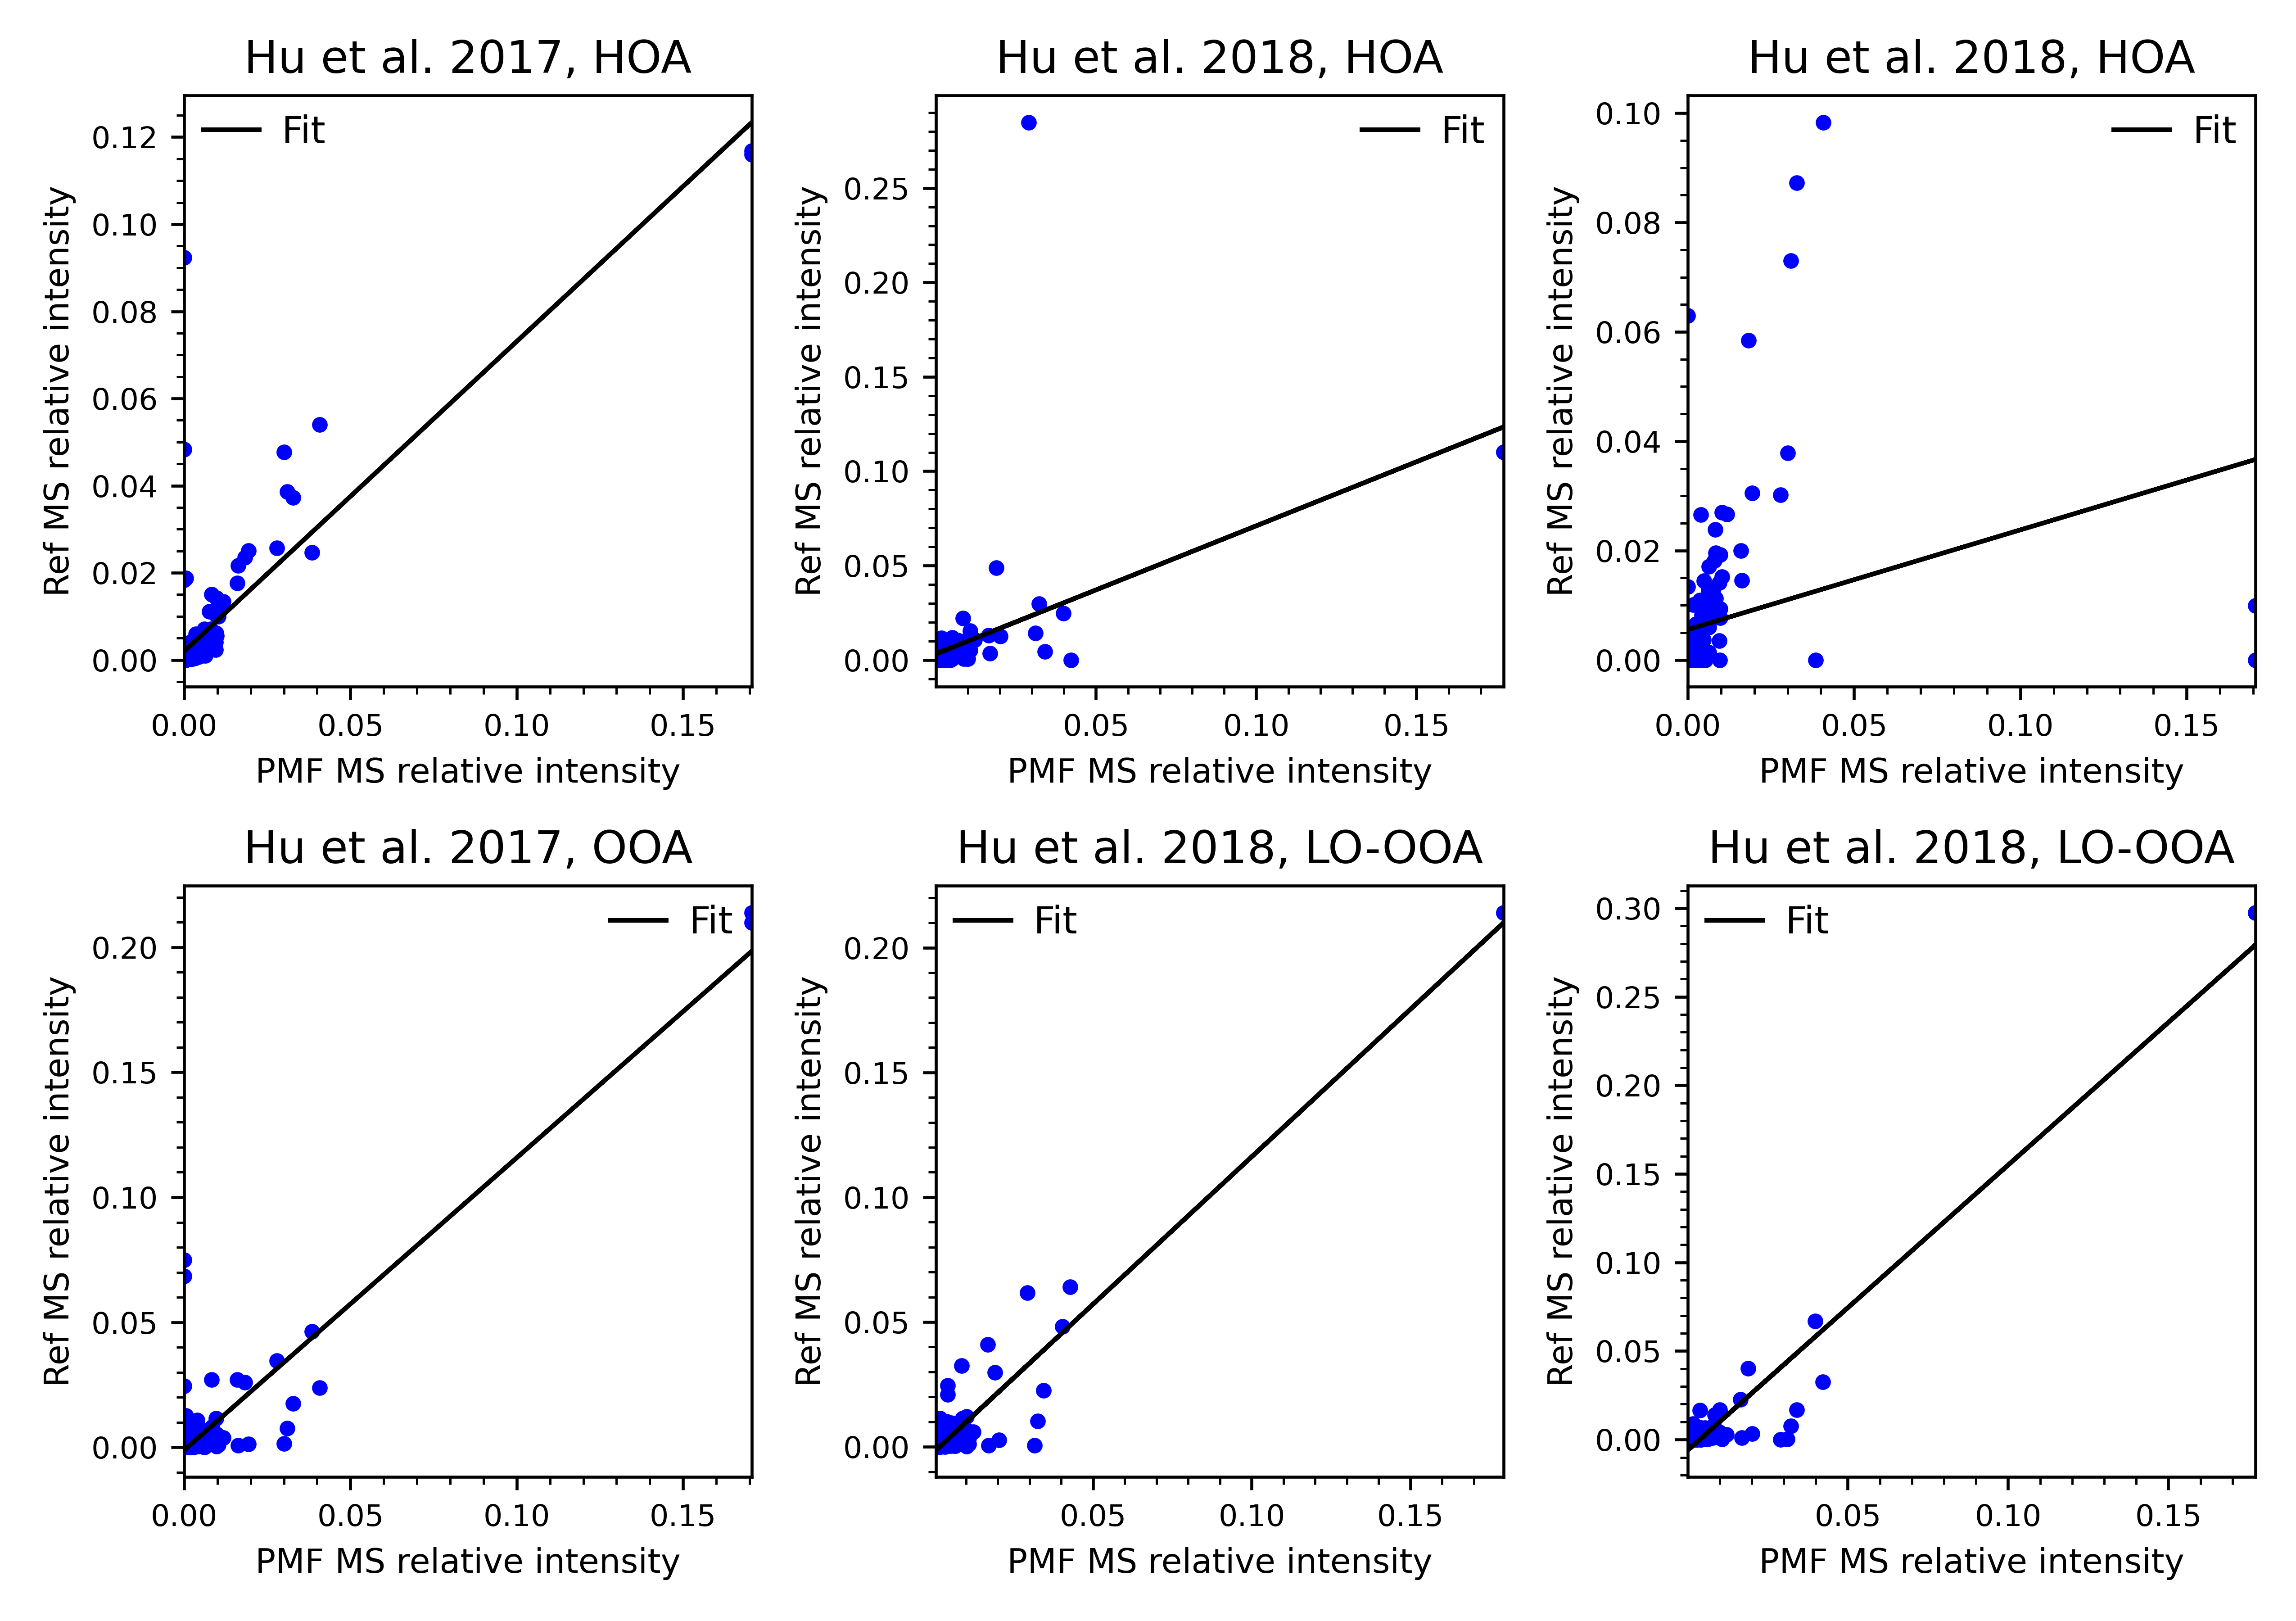 Hu et al. 2017, HOA
Fit
0.12
0.10
0.08
0.06
0.04
0.02
0.00
Ref MS relative intensity
0.00 0.05 0.10 0.15
PMF MS relative intensity
Hu et al. 2018, HOA
Fit
0.25
0.20
0.15
0.10
0.05
0.00
Ref MS relative intensity
0.05 0.10 0.15
PMF MS relative intensity
Hu et al. 2018, HOA
Fit
0.10
0.08
0.06
0.04
0.02
0.00
Ref MS relative intensity
0.00 0.05 0.10 0.15
PMF MS relative intensity
Hu et al. 2017, OOA
Fit
0.20
0.15
0.10
0.05
0.00
Ref MS relative intensity
0.00 0.05 0.10 0.15
PMF MS relative intensity
Hu et al. 2018, LO-OOA
Fit
0.20
0.15
0.10
0.05
0.00
Ref MS relative intensity
0.05 0.10 0.15
PMF MS relative intensity
Hu et al. 2018, LO-OOA
Fit
0.30
0.25
0.20
0.15
0.10
0.05
0.00
Ref MS relative intensity
0.05 0.10 0.15
PMF MS relative intensity